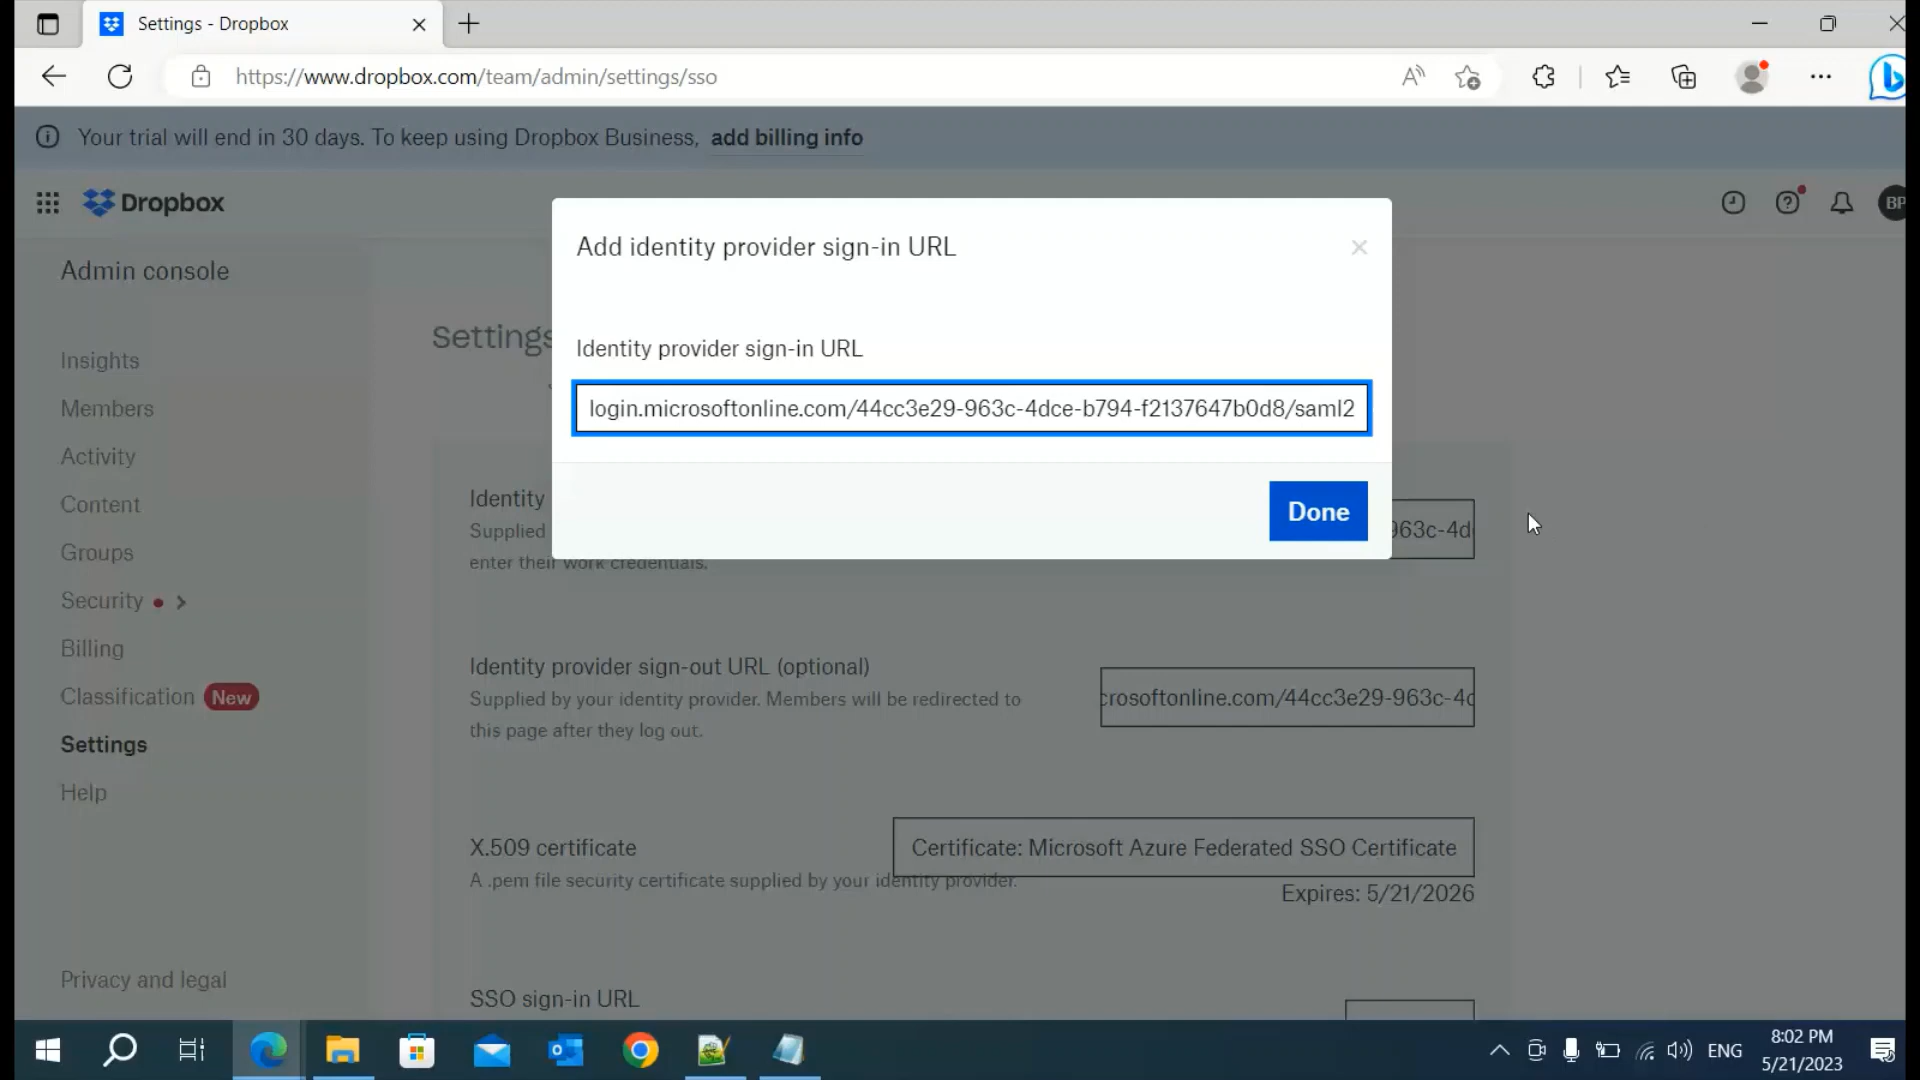 Settings - Dropbox
https://www.dropbox.com/team/admin/settings/sso
Your trial will end in 30 days. To keep using Dropbox Business, add billing info
Dropbox
BP
Admin console
Insights
Members
Activity
Content
Groups
Security
Billing
Classification New
Settings
Help
Privacy and legal
Settings
Add identity provider sign-in URL
Identity provider sign-in URL
login.microsoftonline.com/44cc3e29-963c-4dce-b794-f2137647b0d8/saml2
Done
Identity
963c-4d
Supplied
enter their work credentials.
Identity provider sign-out URL (optional)
Supplied by your identity provider. Members will be redirected to
this page after they log out.
crosoftonline.com/44cc3e29-963c-4d
X.509 certificate
A .pem file security certificate supplied by your identity provider.
Certificate: Microsoft Azure Federated SSO Certificate
Expires: 5/21/2026
SSO sign-in URL
ENG
8:02 PM
5/21/2023